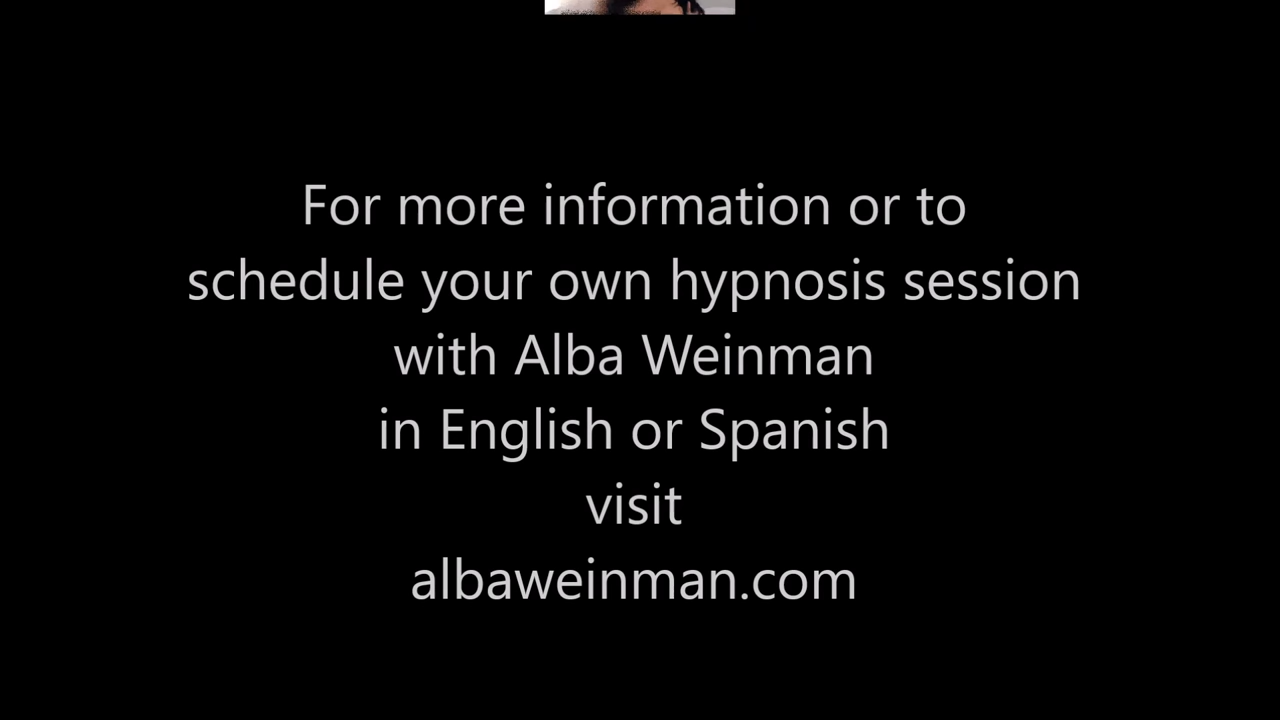 For more information or to
schedule your own hypnosis session
with Alba Weinman
in English or Spanish
visit
albaweinman.com